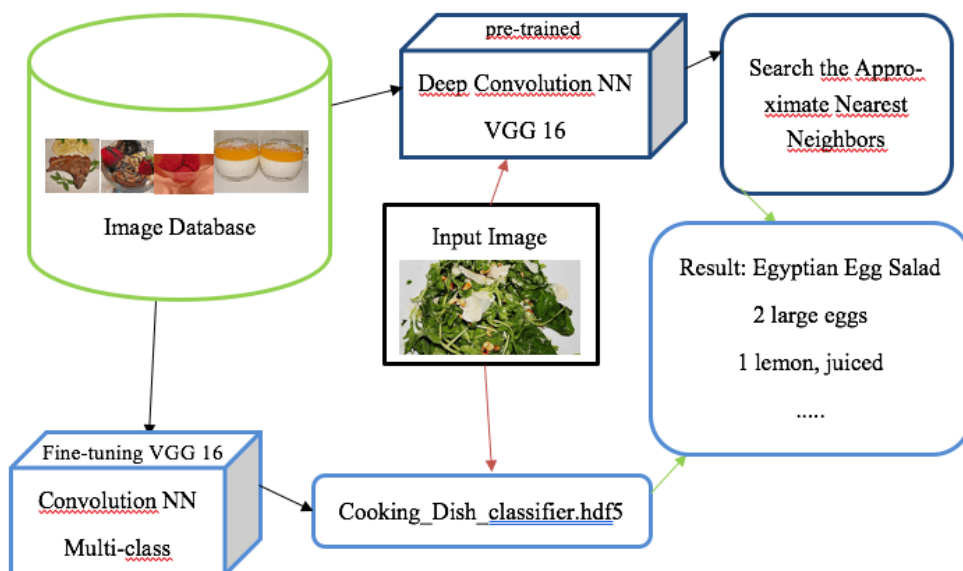 pre-trained
Deep Convolution NN
VGG 16
Search the Appro-
ximate Nearest
Neighbors
Image Database
Input Image
Result: Egyptian Egg Salad
2 large eggs
1 lemon, juiced
.....
Fine-tuning VGG 16
Convolution NN
Multi-class
Cooking_Dish_classifier.hdf5